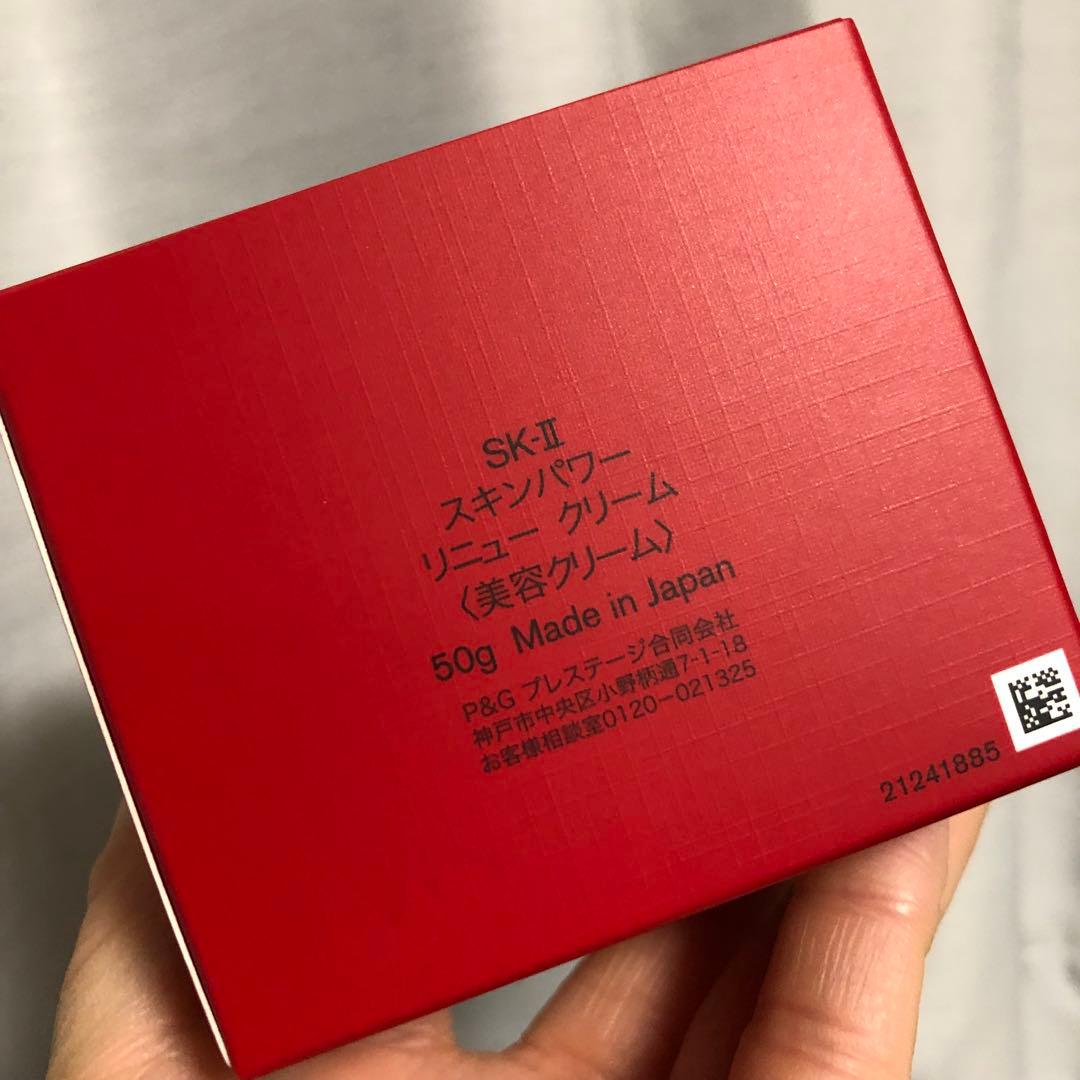 SK-Ⅱ
スキンパワー
リニュー クリーム
〈美容クリーム〉
50g Made in Japan
P&G プレステージ合同会社
神戸市中央区小野柄通7-1-18
お客様相談室0120-021325
21241885